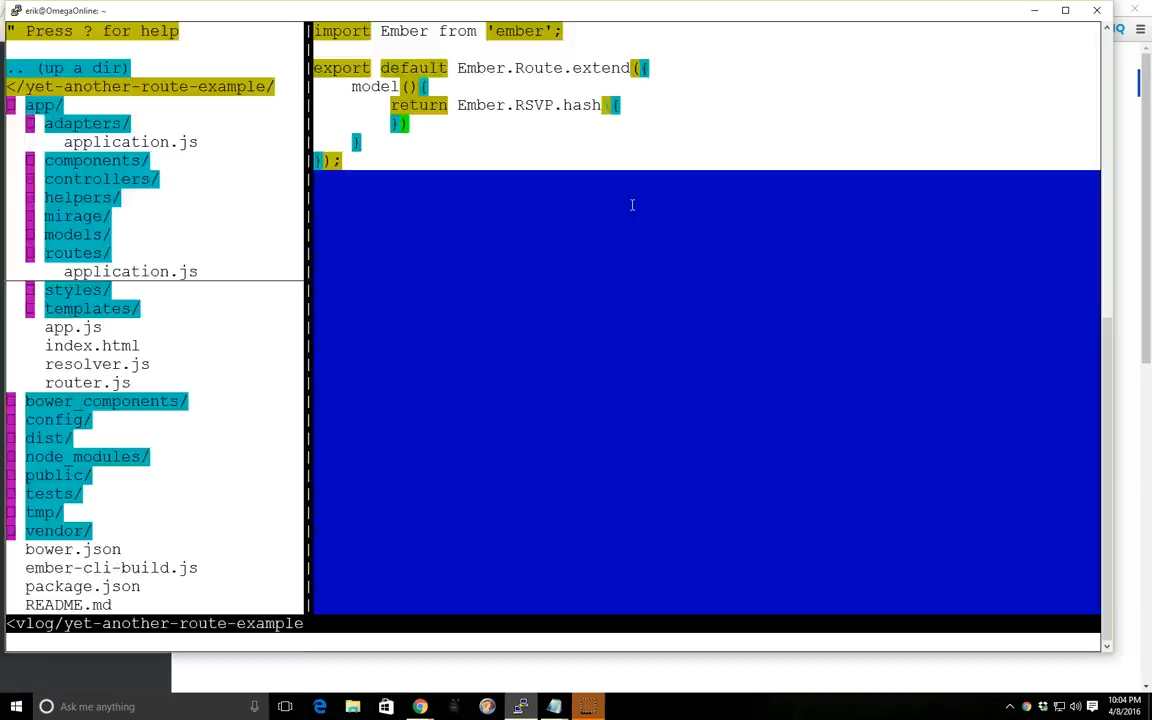 erik@OmegaOnline: ~
" Press ? for help
.. (up a dir)
</yet-another-route-example/
app/
adapters/
application.js
components/
controllers/
helpers/
mirage/
models/
routes/
application.js
styles/
templates/
app.js
index.html
resolver.js
router.js
bower_components/
config/
dist/
node_modules/
public/
tests/
tmp/
vendor/
bower.json
ember-cli-build.js
package.json
README.md
<vlog/yet-another-route-example
import Ember from 'ember';
export default Ember.Route.extend({
model(){
return Ember.RSVP.hash({
})
}
});
Ask me anything
10:04 PM
4/8/2016